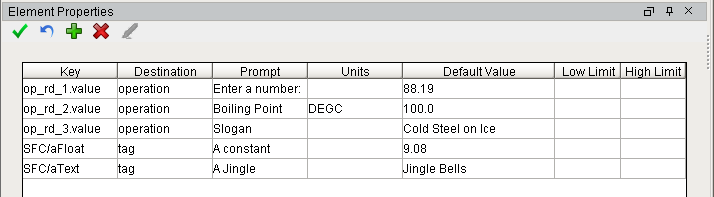 Element Properties
Key Destination Prompt Units Default Value Low Limit High Limit
op_rd_1.value operation Enter a number: 88.19
op_rd_2.value operation Boiling Point DEGC 100.0
op_rd_3.value operation Slogan Cold Steel on Ice
SFC/aFloat tag A constant 9.08
SFC/aText tag A Jingle Jingle Bells